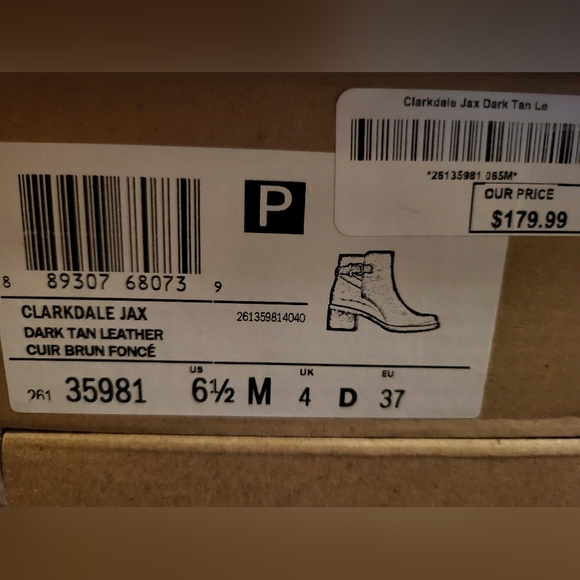 Clarkdale Jax Dark Tan Le
*26135981 065M*
OUR PRICE
$179.99
P
8 89307 68073 9
CLARKDALE JAX
261359814040
DARK TAN LEATHER
CUIR BRUN FONCÉ
US UK EU
261 35981 6½ M 4 D 37